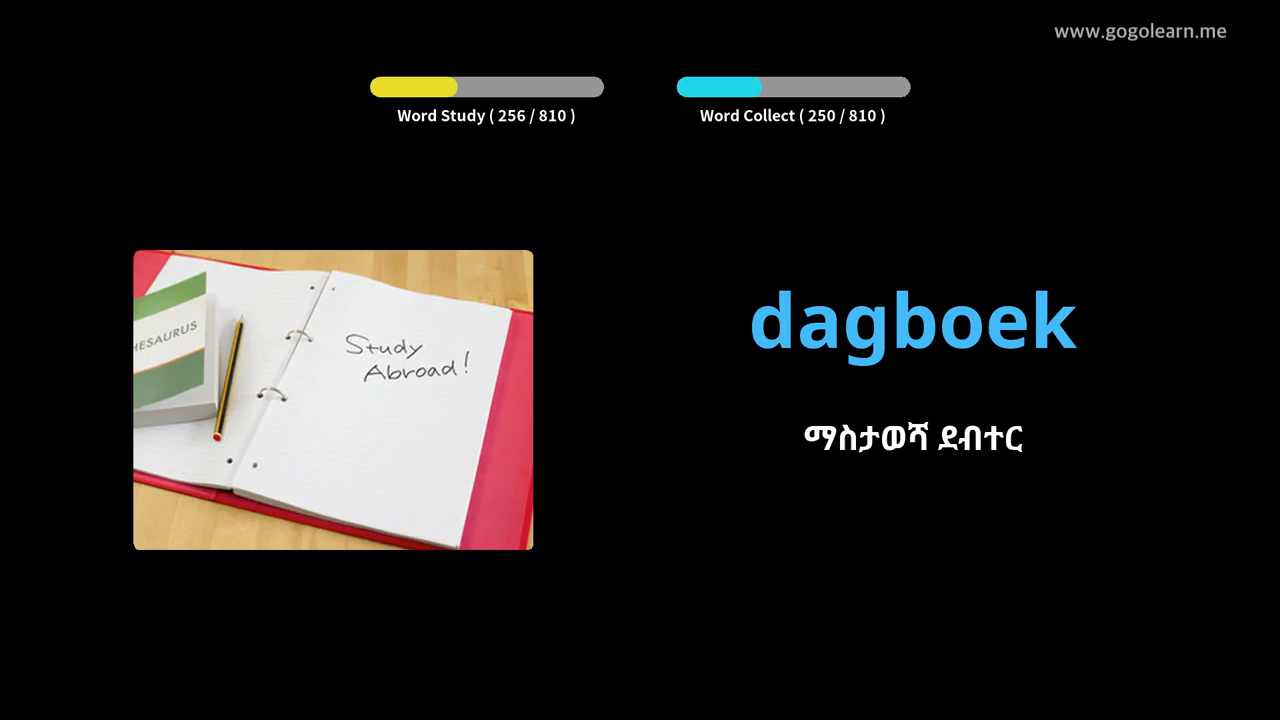 www.gogolearn.me
Word Study ( 256 / 810 )
Word Collect ( 250 / 810 )
HESAURUS
Study
Abroad!
dagboek
ማስታወሻ ደብተር